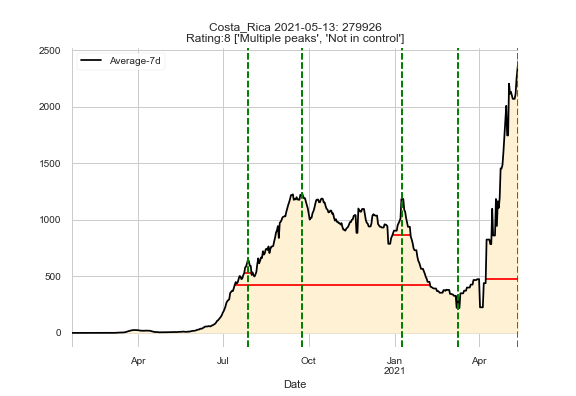 Costa_Rica 2021-05-13: 279926
Rating:8 ['Multiple peaks', 'Not in control']
Average-7d
2500
2000
1500
1000
500
0
Apr
Jul
Oct
Jan
2021
Apr
Date